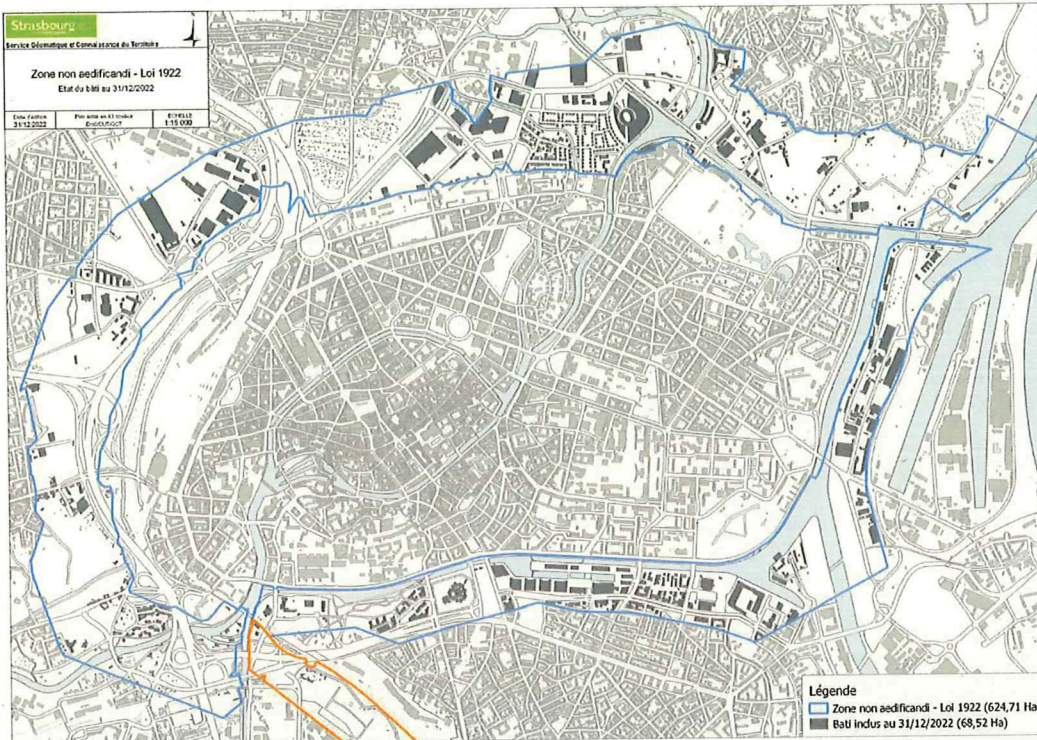 Strasbourg
Service Géomatique et Connaissance du Territoire
Zone non aedificandi - Loi 1922
Etat du bâti au 31/12/2022
31/12/2022
ECHELLE
1:15 000
Légende
Zone non aedificandi - Loi 1922 (624,71 Ha
Bati indus au 31/12/2022 (68,52 Ha)